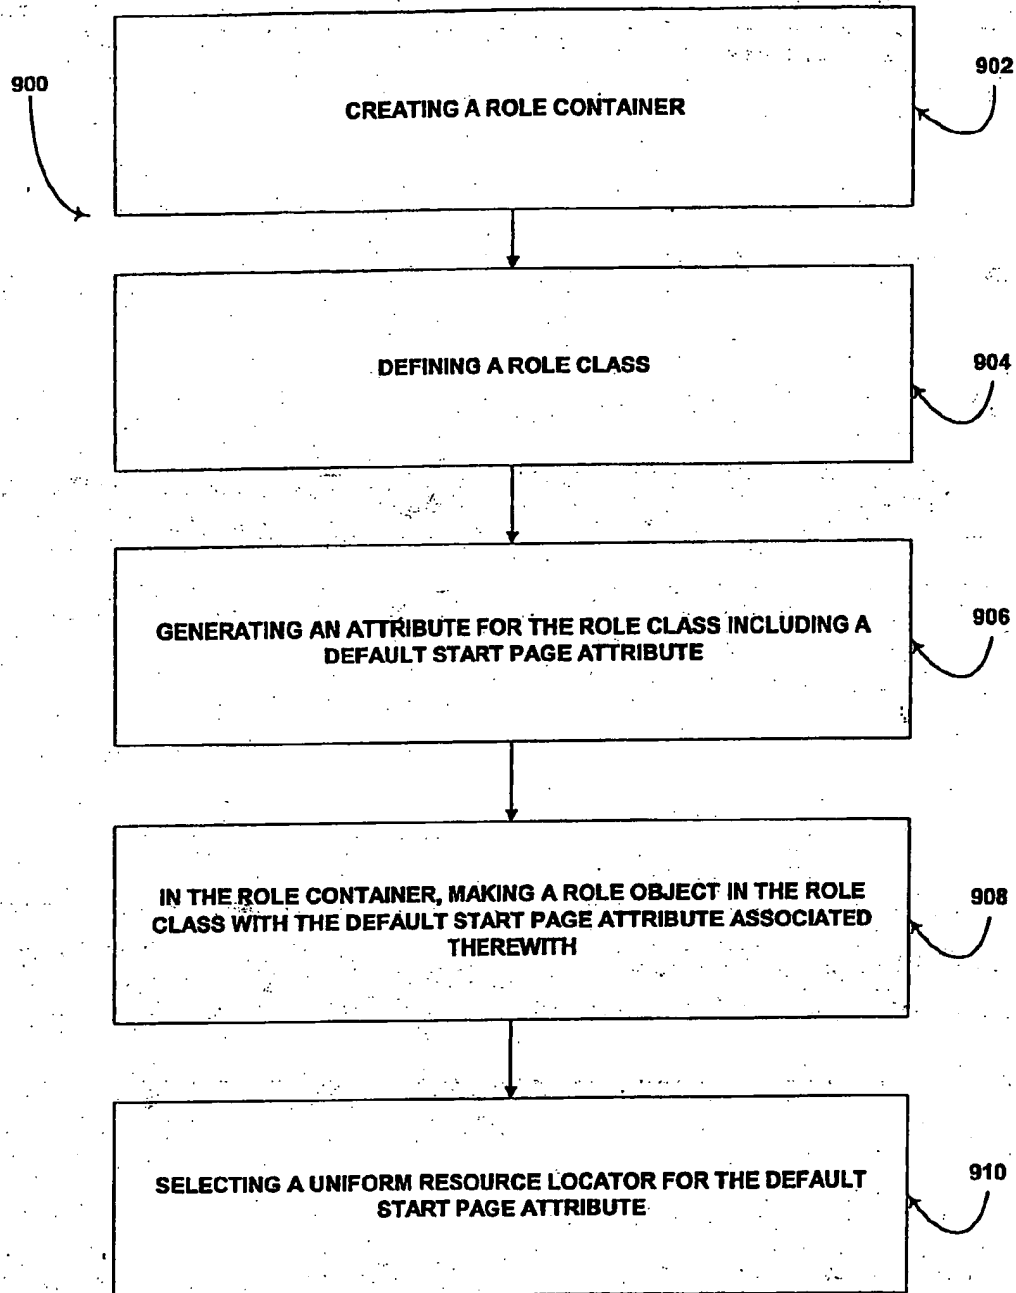 900
902
CREATING A ROLE CONTAINER
DEFINING A ROLE CLASS
904
GENERATING AN ATTRIBUTE FOR THE ROLE CLASS INCLUDING A
DEFAULT START PAGE ATTRIBUTE
906
IN THE ROLE CONTAINER, MAKING A ROLE OBJECT IN THE ROLE
CLASS WITH THE DEFAULT START PAGE ATTRIBUTE ASSOCIATED
THEREWITH
908
SELECTING A UNIFORM RESOURCE LOCATOR FOR THE DEFAULT
START PAGE ATTRIBUTE
910